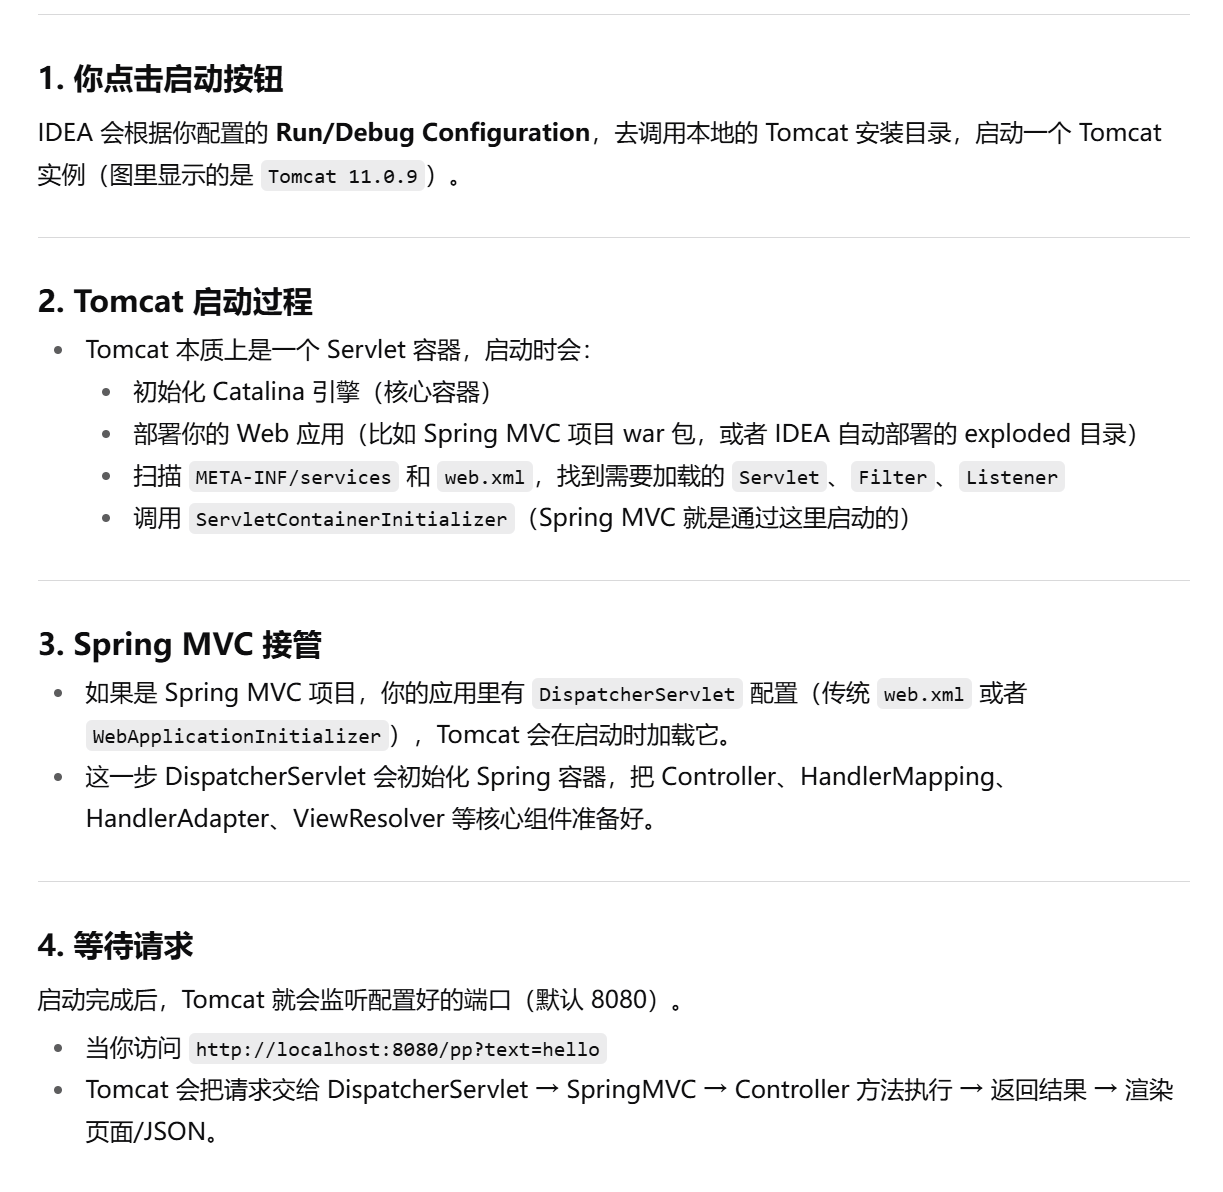 1. 你点击启动按钮
IDEA 会根据你配置的 Run/Debug Configuration，去调用本地的 Tomcat 安装目录，启动一个 Tomcat
实例（图里显示的是 Tomcat 11.0.9）。
2. Tomcat 启动过程
• Tomcat 本质上是一个 Servlet 容器，启动时会：
• 初始化 Catalina 引擎（核心容器）
• 部署你的 Web 应用（比如 Spring MVC 项目 war 包，或者 IDEA 自动部署的 exploded 目录）
• 扫描 META-INF/services 和 web.xml，找到需要加载的 Servlet、Filter、Listener
• 调用 ServletContainerInitializer（Spring MVC 就是通过这里启动的）
3. Spring MVC 接管
• 如果是 Spring MVC 项目，你的应用里有 DispatcherServlet 配置（传统 web.xml 或者
WebApplicationInitializer），Tomcat 会在启动时加载它。
• 这一步 DispatcherServlet 会初始化 Spring 容器，把 Controller、HandlerMapping、
HandlerAdapter、ViewResolver 等核心组件准备好。
4. 等待请求
启动完成后，Tomcat 就会监听配置好的端口（默认 8080）。
• 当你访问 http://localhost:8080/pp?text=hello
• Tomcat 会把请求交给 DispatcherServlet → SpringMVC → Controller 方法执行 → 返回结果 → 渲染
页面/JSON。